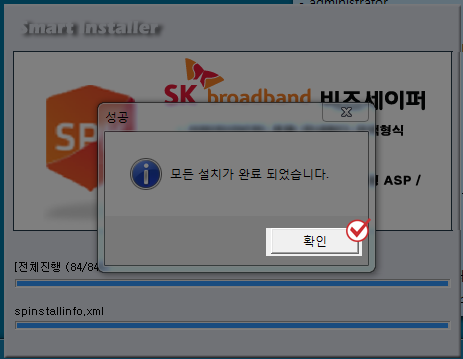 - administrator
Smart Installer
SK broadband 비즈세이퍼
SP
형식
성공
ASP /
모든 설치가 완료 되었습니다.
확인
[전체진행 (84/84
spinstallinfo.xml